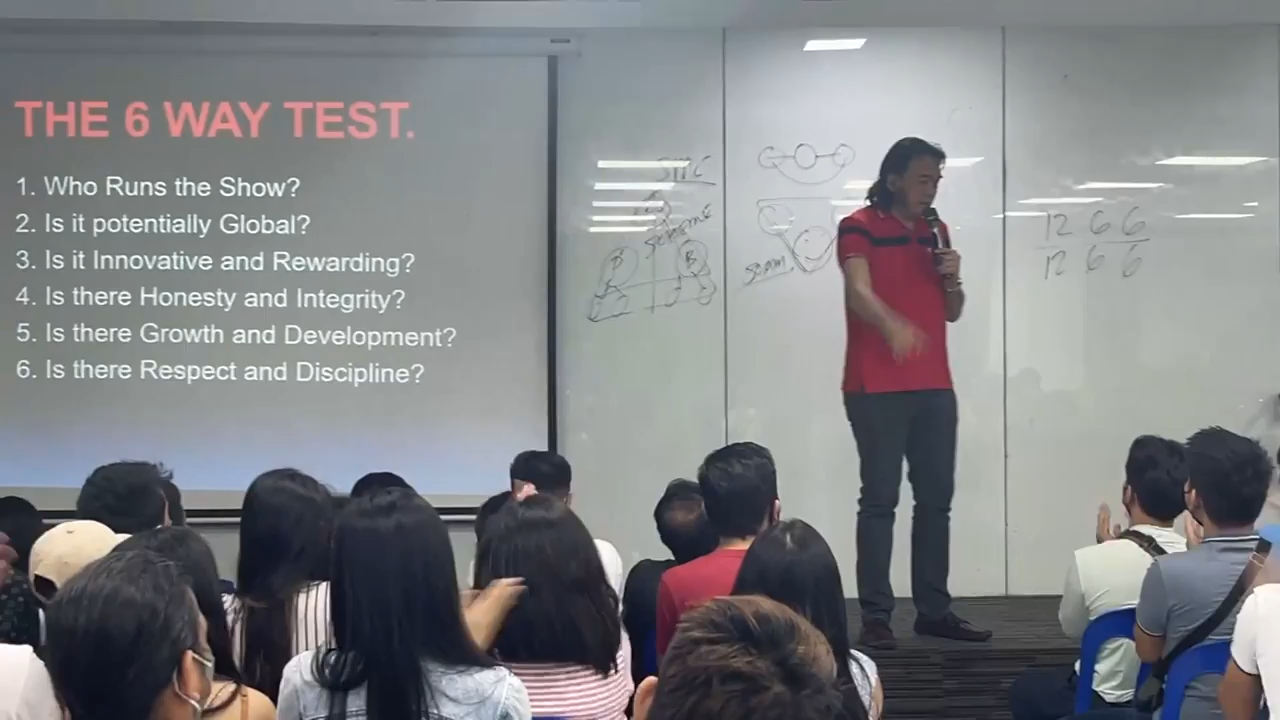 THE 6 WAY TEST.
1. Who Runs the Show?
2. Is it potentially Global?
3. Is it Innovative and Rewarding?
4. Is there Honesty and Integrity?
5. Is there Growth and Development?
6. Is there Respect and Discipline?
scheme
B B
scam
12 6 6
12 6 6